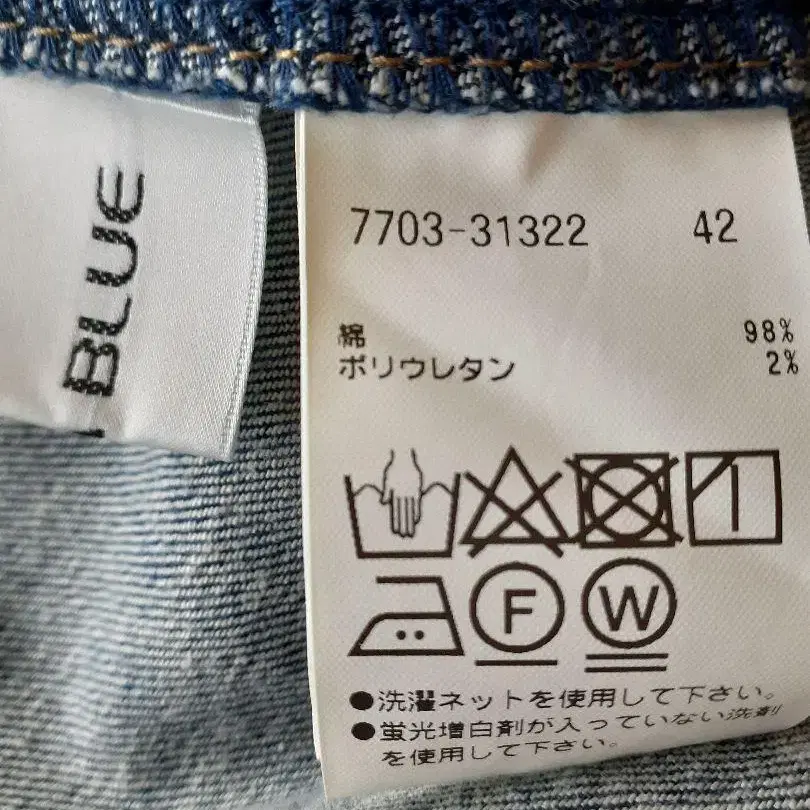 BLUE
7703-31322 42
綿 98%
ポリウレタン 2%
F W
●洗濯ネットを使用して下さい。
●蛍光増白剤が入っていない洗剤
を使用して下さい。